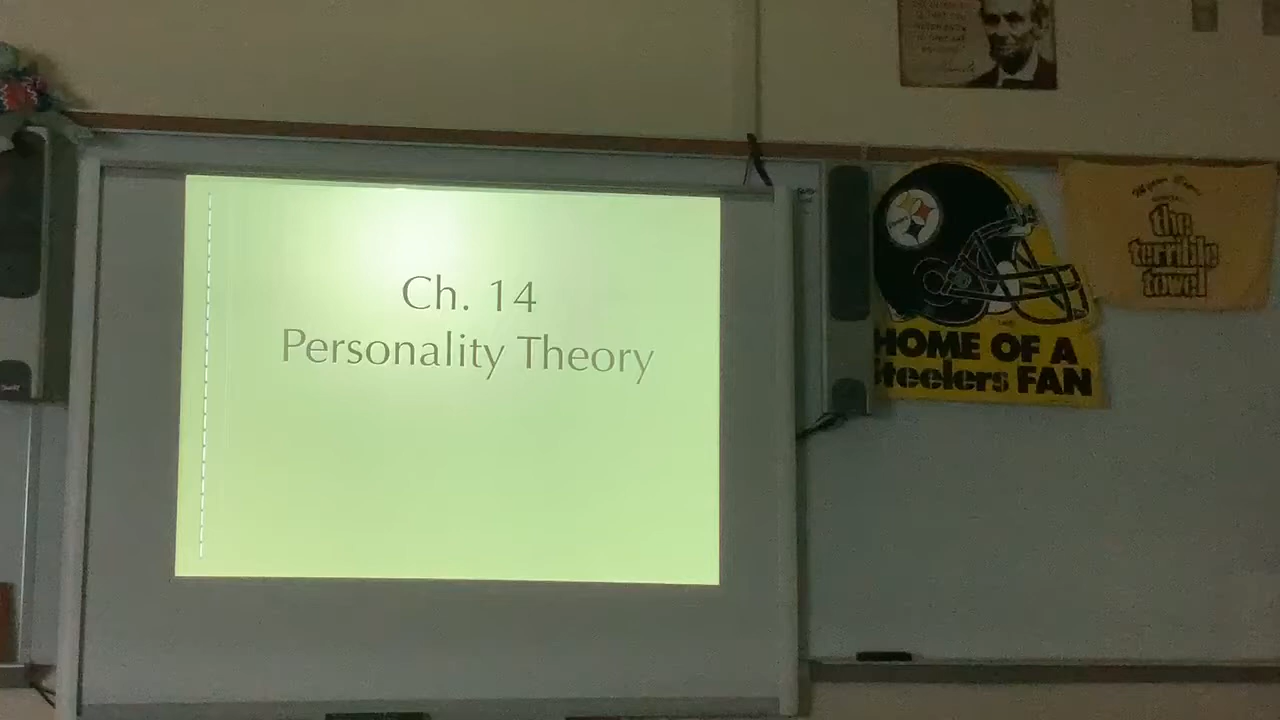 Ch. 14
Personality Theory
HOME OF A
Steelers FAN
the
terrible
towel